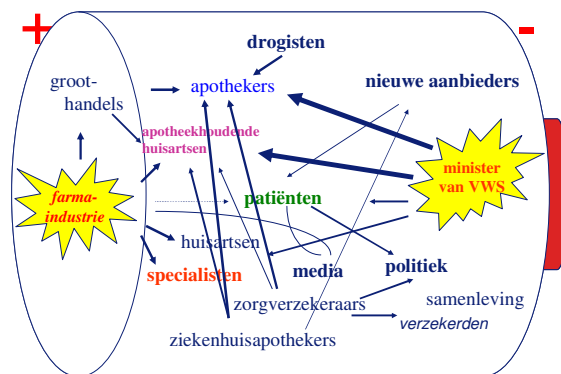 +
-
drogisten
groot-
handels
apothekers
nieuwe aanbieders
apotheekhoudende
huisartsen
minister
van VWS
farma-
industrie
patiënten
huisartsen
specialisten
media
politiek
zorgverzekeraars
samenleving
verzekerden
ziekenhuisapothekers